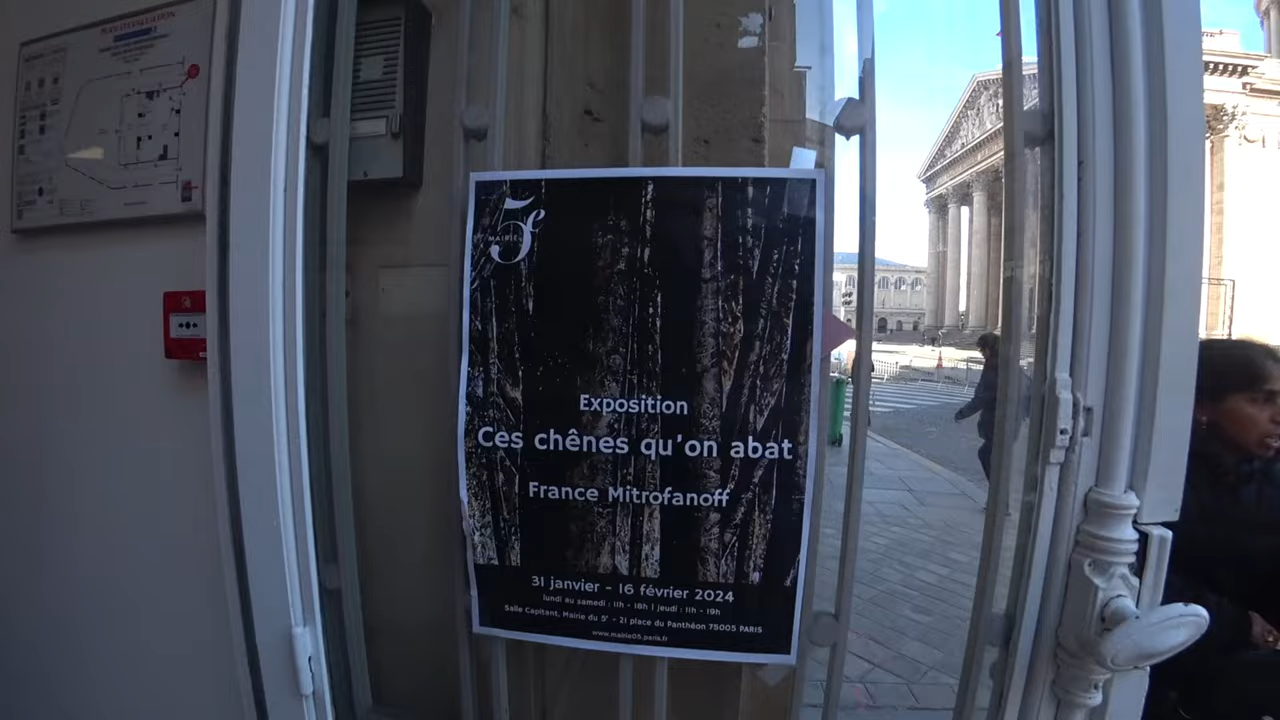 PLAN D'EVACUATION
5e
MAIRIE
Exposition
Ces chênes qu'on abat
France Mitrofanoff
31 janvier - 16 février 2024
lundi au samedi : 11h - 18h | jeudi : 11h - 19h
Salle Capitant, Mairie du 5e - 21 place du Panthéon 75005 PARIS
www.mairie05.paris.fr